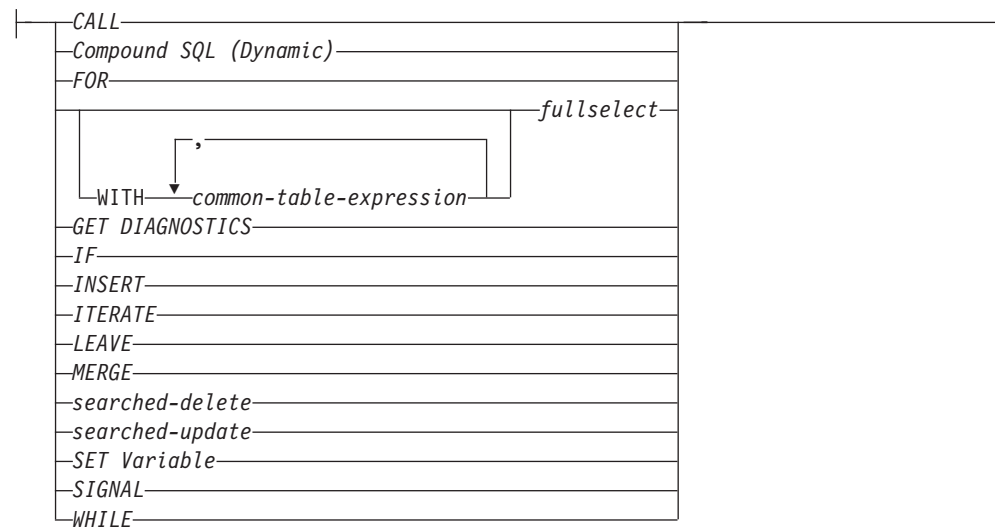 CALL
Compound SQL (Dynamic)
FOR
fullselect
,
WITH common-table-expression
GET DIAGNOSTICS
IF
INSERT
ITERATE
LEAVE
MERGE
searched-delete
searched-update
SET Variable
SIGNAL
WHILE